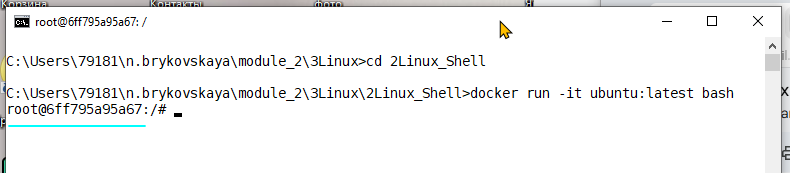 Корзина
Контакты
фото
Я
root@6ff795a95a67: /
C:\Users\79181\n.brykovskaya\module_2\3Linux>cd 2Linux_Shell
C:\Users\79181\n.brykovskaya\module_2\3Linux\2Linux_Shell>docker run -it ubuntu:latest bash
root@6ff795a95a67:/#